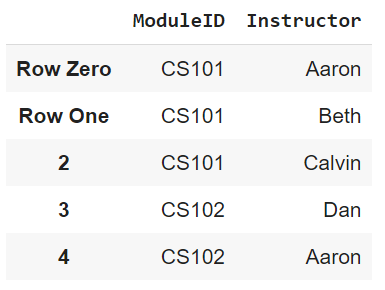 ModuleID Instructor
Row Zero CS101 Aaron
Row One CS101 Beth
2 CS101 Calvin
3 CS102 Dan
4 CS102 Aaron